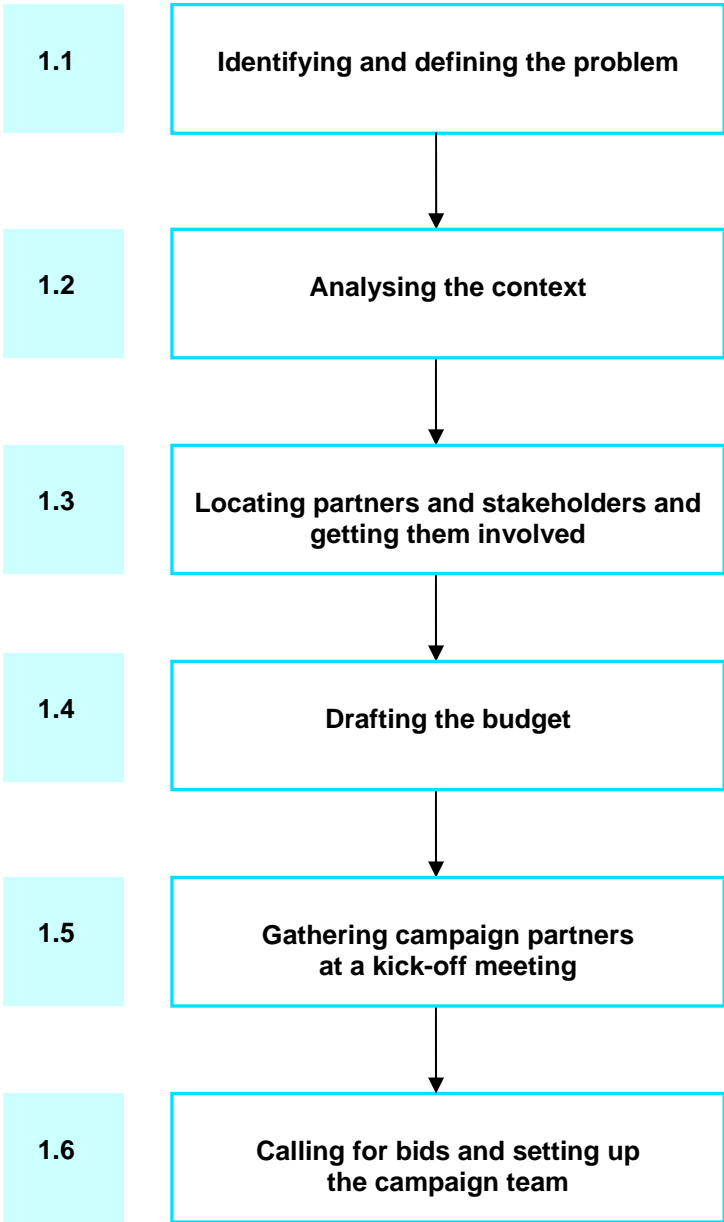 1.1
Identifying and defining the problem
1.2
Analysing the context
1.3
Locating partners and stakeholders and
getting them involved
1.4
Drafting the budget
1.5
Gathering campaign partners
at a kick-off meeting
1.6
Calling for bids and setting up
the campaign team